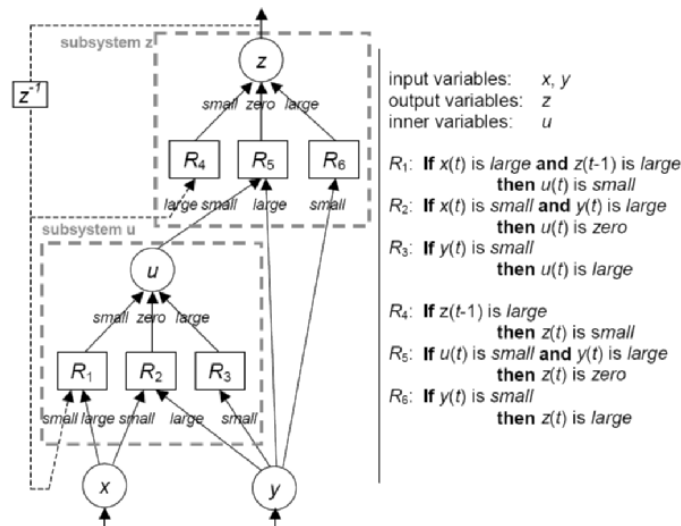 subsystem z
z
z⁻¹
small zero large
R₄ R₅ R₆
large small large small
subsystem u
u
small zero large
R₁ R₂ R₃
small large small large small
x y
input variables: x, y
output variables: z
inner variables: u
R₁: If x(t) is large and z(t-1) is large
then u(t) is small
R₂: If x(t) is small and y(t) is large
then u(t) is zero
R₃: If y(t) is small
then u(t) is large
R₄: If z(t-1) is large
then z(t) is small
R₅: If u(t) is small and y(t) is large
then z(t) is zero
R₆: If y(t) is small
then z(t) is large